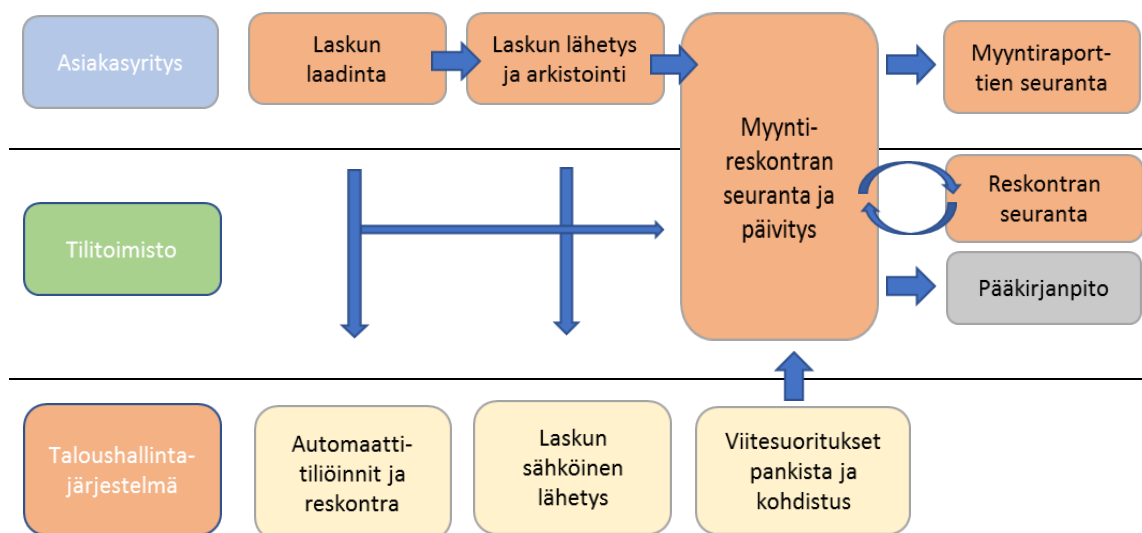 Asiakasyritys
Laskun
laadinta
Laskun lähetys
ja arkistointi
Myynti-
reskontran
seuranta ja
päivitys
Myyntiraport-
tien seuranta
Tilitoimisto
Reskontran
seuranta
Pääkirjanpito
Taloushallinta-
järjestelmä
Automaatti-
tiliöinnit ja
reskontra
Laskun
sähköinen
lähetys
Viitesuoritukset
pankista ja
kohdistus